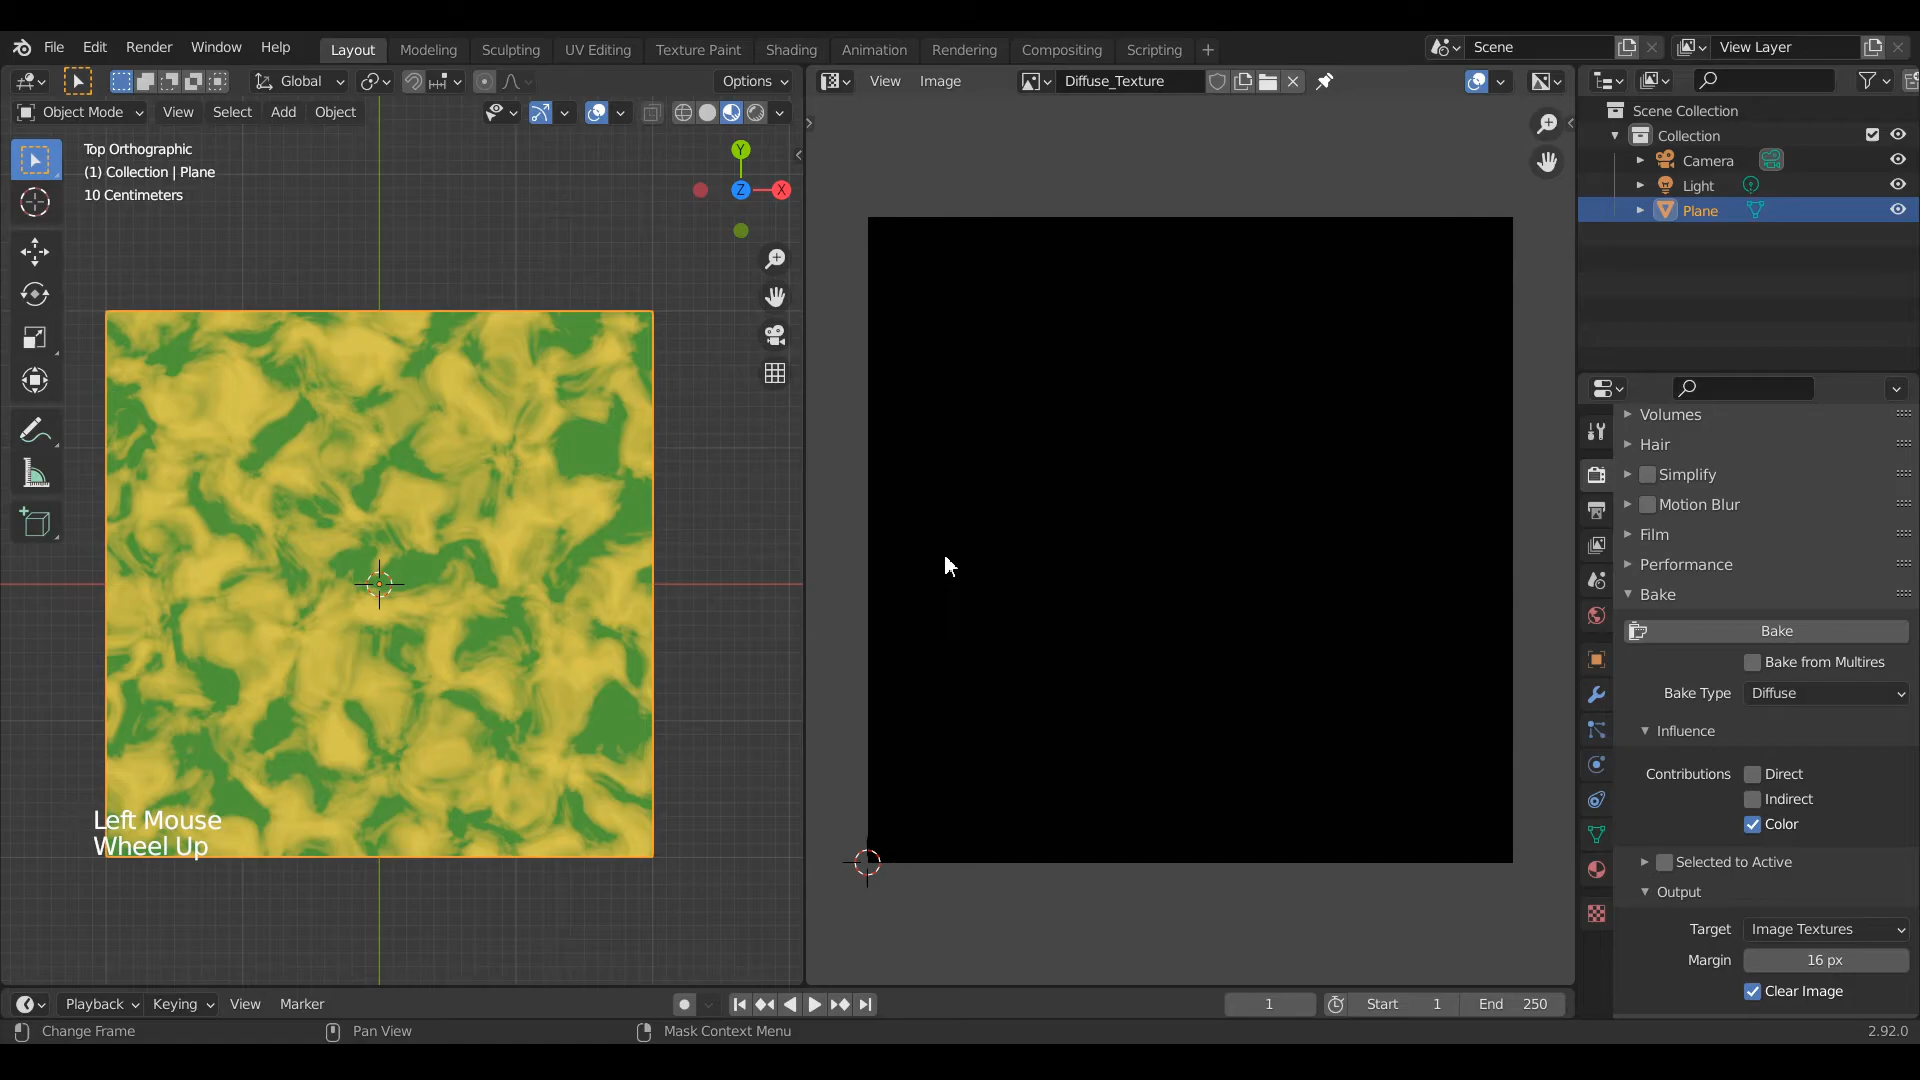 File Edit Render Window Help Layout Modeling Sculpting UV Editing Texture Paint Shading Animation Rendering Compositing Scripting + Scene View Layer
Global Options View Image Diffuse_Texture
Object Mode View Select Add Object
Scene Collection
Collection
Camera
Light
Plane
Top Orthographic
(1) Collection | Plane
10 Centimeters
Y
Z
X
Volumes
Hair
Simplify
Motion Blur
Film
Performance
Bake
Bake
Bake from Multires
Bake Type Diffuse
Influence
Contributions Direct
Indirect
Color
Selected to Active
Output
Target Image Textures
Margin 16 px
Clear Image
Left Mouse
Wheel Up
Playback Keying View Marker 1 Start 1 End 250
Change Frame Pan View Mask Context Menu 2.92.0